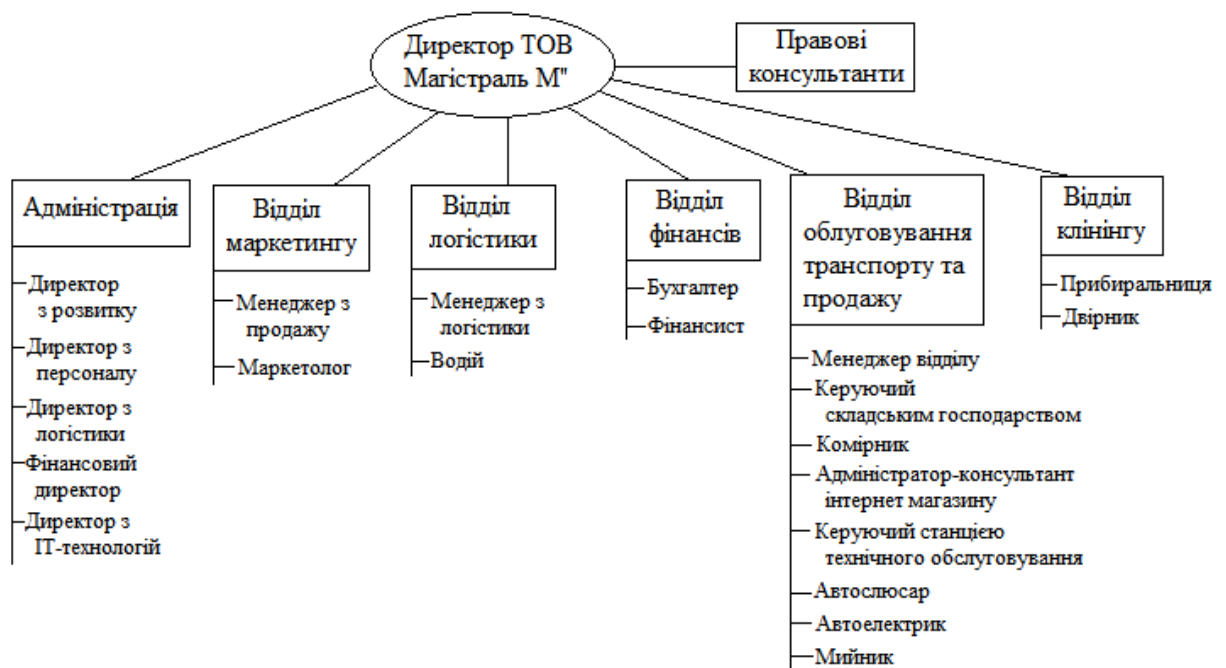 Директор ТОВ
Магістраль М"
Правові
консультанти
Адміністрація
Директор
з розвитку
Директор з
персоналу
Директор з
логістики
Фінансовий
директор
Директор з
ІТ-технологій
Відділ
маркетингу
Менеджер з
продажу
Маркетолог
Відділ
логістики
Менеджер з
логістики
Водій
Відділ
фінансів
Бухгалтер
Фінансист
Відділ
облуговування
транспорту та
продажу
Менеджер відділу
Керуючий
складським господарством
Комірник
Адміністратор-консультант
інтернет магазину
Керуючий станцією
технічного обслуговування
Автослюсар
Автоелектрик
Мийник
Відділ
клінінгу
Прибиральниця
Двірник